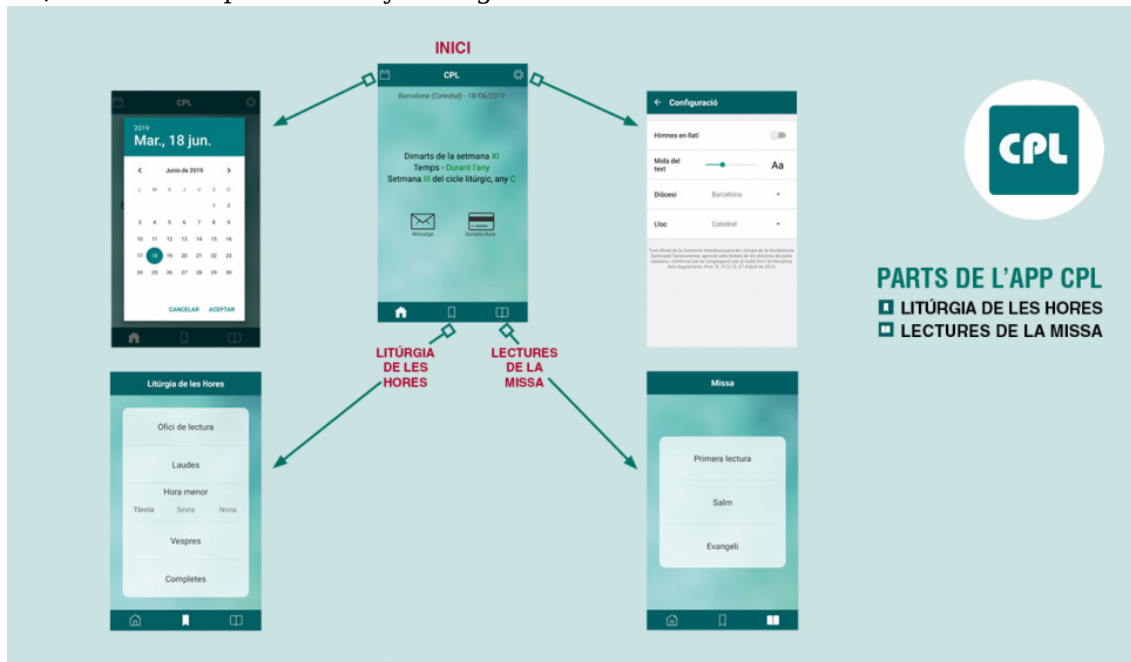 INICI
CPL
Barcelona (Catedral) - 18/06/2019
Dimarts de la setmana XI
Temps - Durant l'any
Setmana III del cicle litúrgic, any C
Missatge
CPL
2019
Mar., 18 jun.
Junio de 2019
L M X J V S D
1 2
3 4 5 6 7 8 9
10 11 12 13 14 15 16
17 18 19 20 21 22 23
24 25 26 27 28 29 30
CANCELAR ACEPTAR
Configuració
Himnes en llatí
Mida del
text
Aa
Diòcesi Barcelona
Lloc Catedral
CPL
PARTS DE L'APP CPL
LITÚRGIA DE LES HORES
LECTURES DE LA MISSA
LITÚRGIA
DE LES
HORES
LECTURES
DE LA
MISSA
Litúrgia de les Hores
Ofici de lectura
Laudes
Hora menor
Tèrcia Sexta Nona
Vespres
Completes
Missa
Primera lectura
Salm
Evangeli